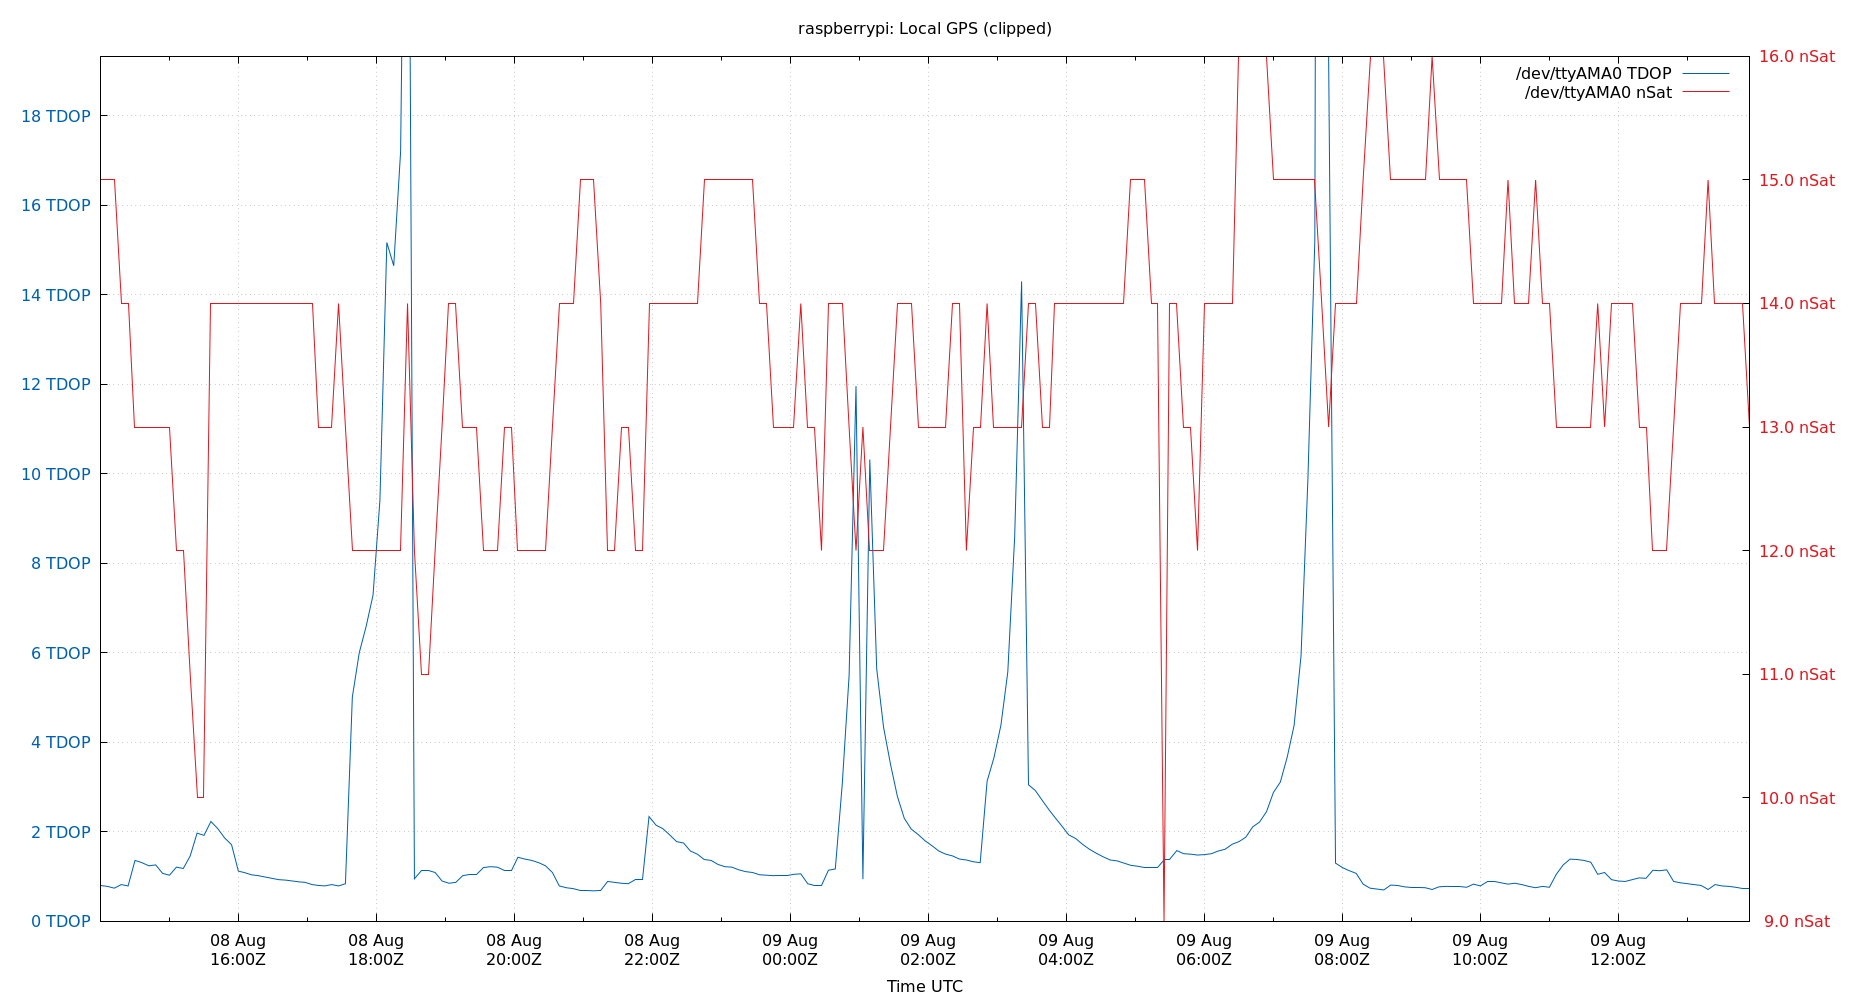 raspberrypi: Local GPS (clipped)
/dev/ttyAMA0 TDOP
/dev/ttyAMA0 nSat
18 TDOP
16 TDOP
14 TDOP
12 TDOP
10 TDOP
8 TDOP
6 TDOP
4 TDOP
2 TDOP
0 TDOP
16.0 nSat
15.0 nSat
14.0 nSat
13.0 nSat
12.0 nSat
11.0 nSat
10.0 nSat
9.0 nSat
08 Aug
16:00Z
08 Aug
18:00Z
08 Aug
20:00Z
08 Aug
22:00Z
09 Aug
00:00Z
09 Aug
02:00Z
09 Aug
04:00Z
09 Aug
06:00Z
09 Aug
08:00Z
09 Aug
10:00Z
09 Aug
12:00Z
Time UTC